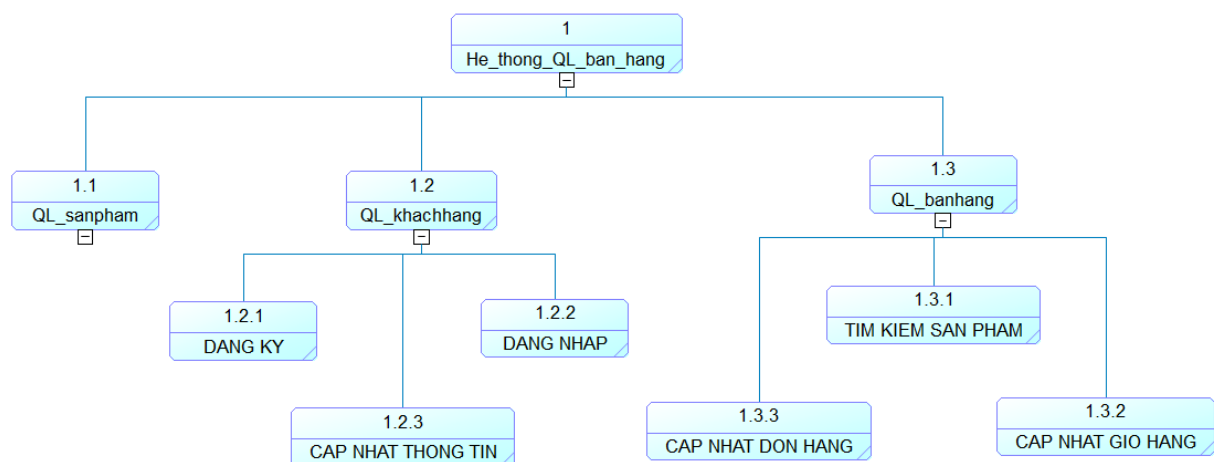 1
He_thong_QL_ban_hang
1.1
QL_sanpham
1.2
QL_khachhang
1.3
QL_banhang
1.2.1
DANG KY
1.2.2
DANG NHAP
1.2.3
CAP NHAT THONG TIN
1.3.1
TIM KIEM SAN PHAM
1.3.3
CAP NHAT DON HANG
1.3.2
CAP NHAT GIO HANG